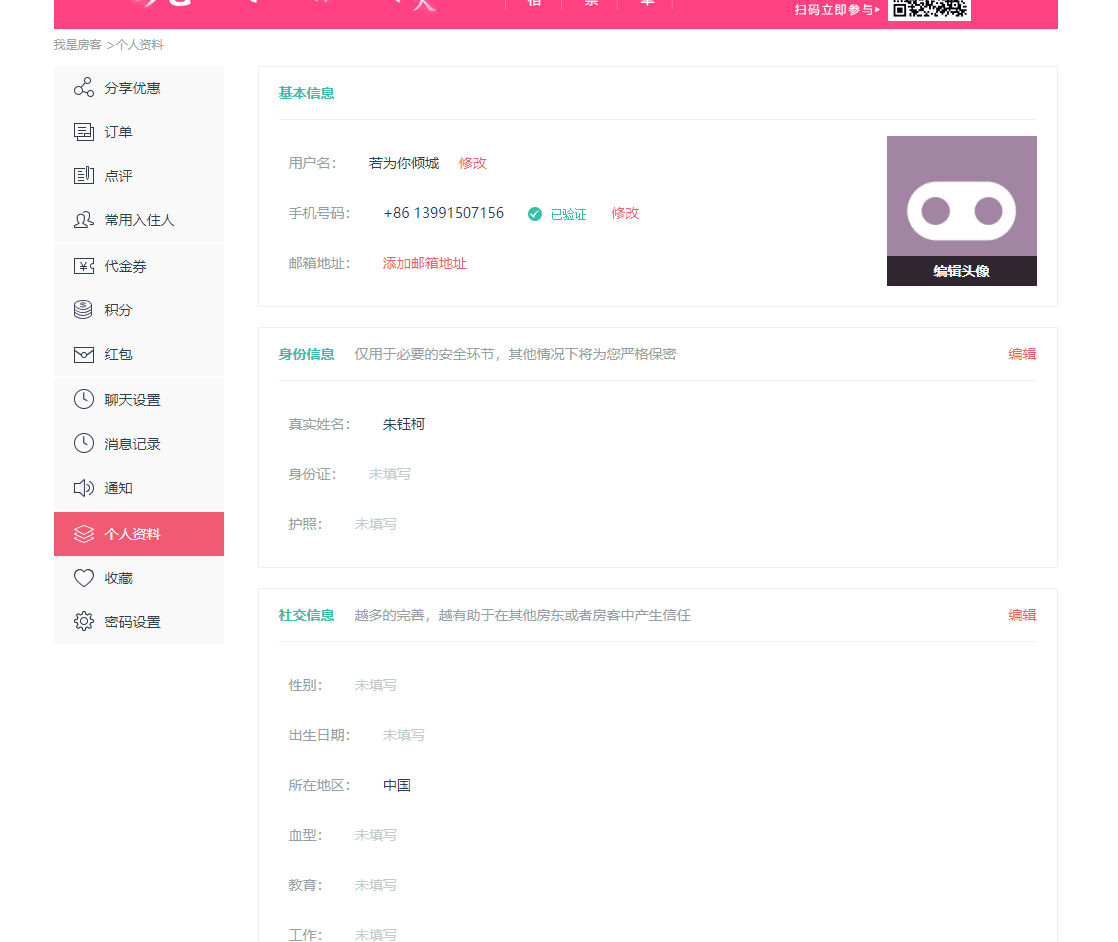 扫码立即参与
我是房客 >个人资料
分享优惠
订单
点评
常用入住人
代金券
积分
红包
聊天设置
消息记录
通知
个人资料
收藏
密码设置
基本信息
用户名： 若为你倾城 修改
手机号码： +86 13991507156 已验证 修改
邮箱地址： 添加邮箱地址
编辑头像
身份信息 仅用于必要的安全环节，其他情况下将为您严格保密 编辑
真实姓名： 朱钰柯
身份证： 未填写
护照： 未填写
社交信息 越多的完善，越有助于在其他房东或者房客中产生信任 编辑
性别： 未填写
出生日期： 未填写
所在地区： 中国
血型： 未填写
教育： 未填写
工作： 未填写